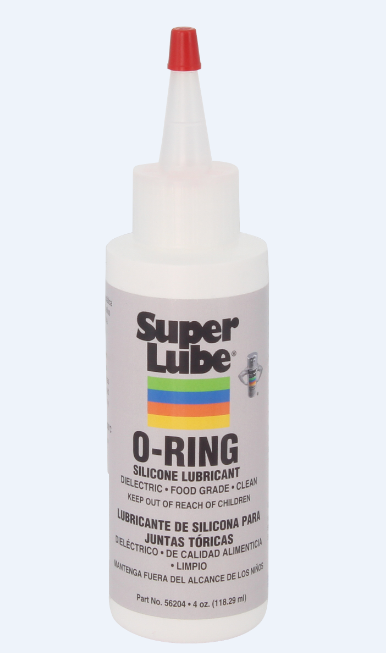 Super
Lube®
O-RING
SILICONE LUBRICANT
DIELECTRIC • FOOD GRADE • CLEAN
KEEP OUT OF REACH OF CHILDREN
LUBRICANTE DE SILICONA PARA
JUNTAS TÓRICAS
DIELÉCTRICO • DE CALIDAD ALIMENTICIA
• LIMPIO
MANTENGA FUERA DEL ALCANCE DE LOS NIÑOS
Part No. 56204 • 4 oz. (118.29 ml)